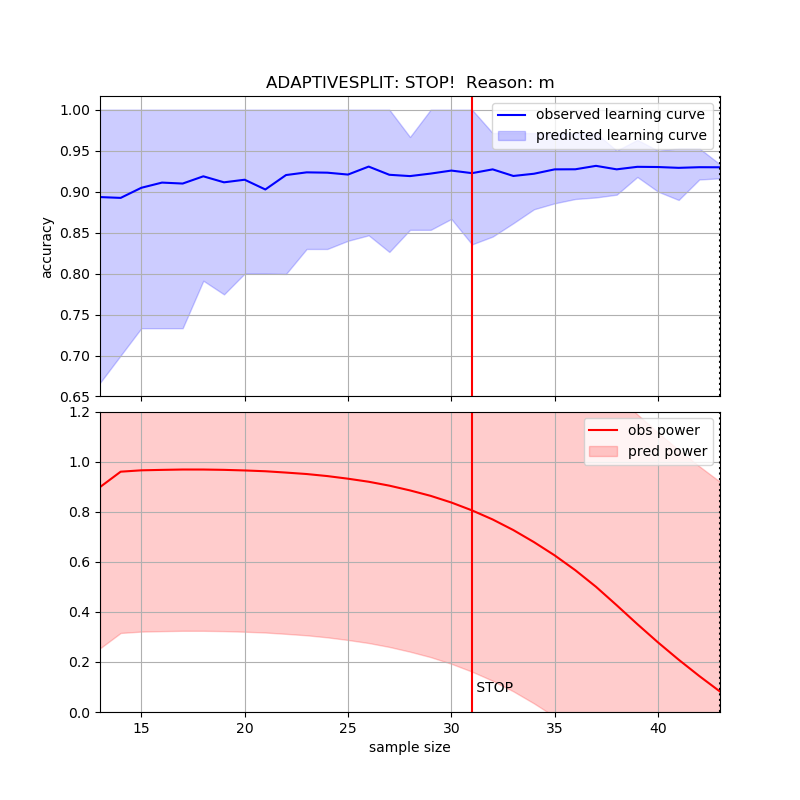 ADAPTIVESPLIT: STOP!  Reason: m
1.00
0.95
0.90
0.85
0.80
0.75
0.70
0.65
accuracy
observed learning curve
predicted learning curve
1.2
1.0
0.8
0.6
0.4
0.2
0.0
obs power
pred power
STOP
15 20 25 30 35 40
sample size